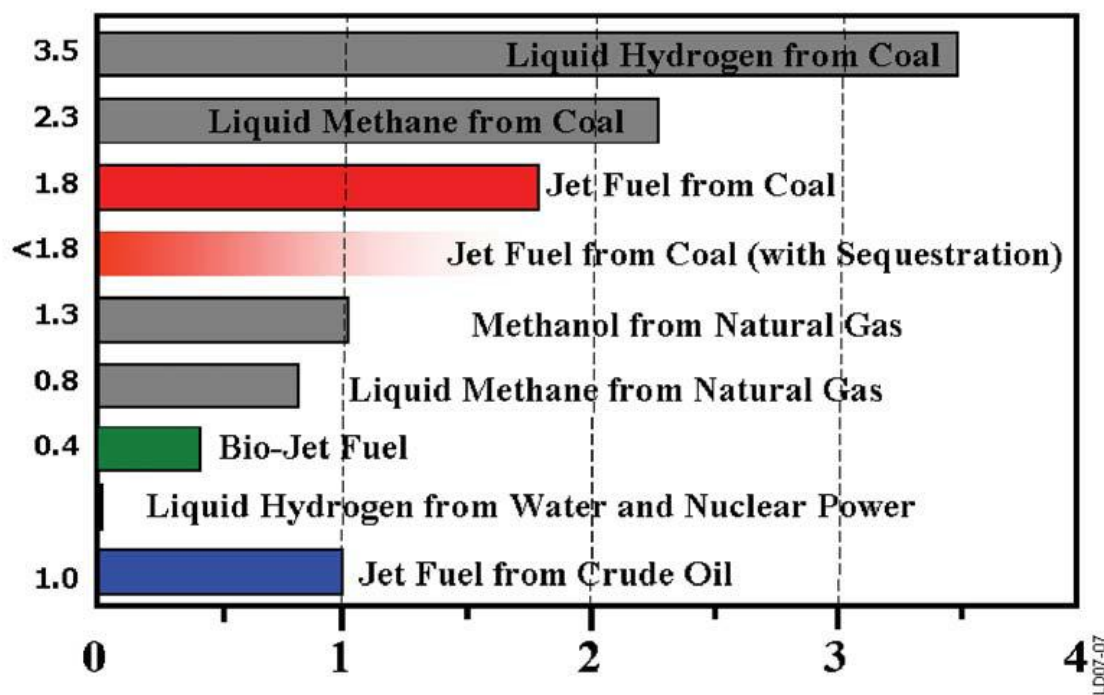 3.5 Liquid Hydrogen from Coal
2.3 Liquid Methane from Coal
1.8 Jet Fuel from Coal
<1.8 Jet Fuel from Coal (with Sequestration)
1.3 Methanol from Natural Gas
0.8 Liquid Methane from Natural Gas
0.4 Bio-Jet Fuel
Liquid Hydrogen from Water and Nuclear Power
1.0 Jet Fuel from Crude Oil
0 1 2 3 4
LD07-07